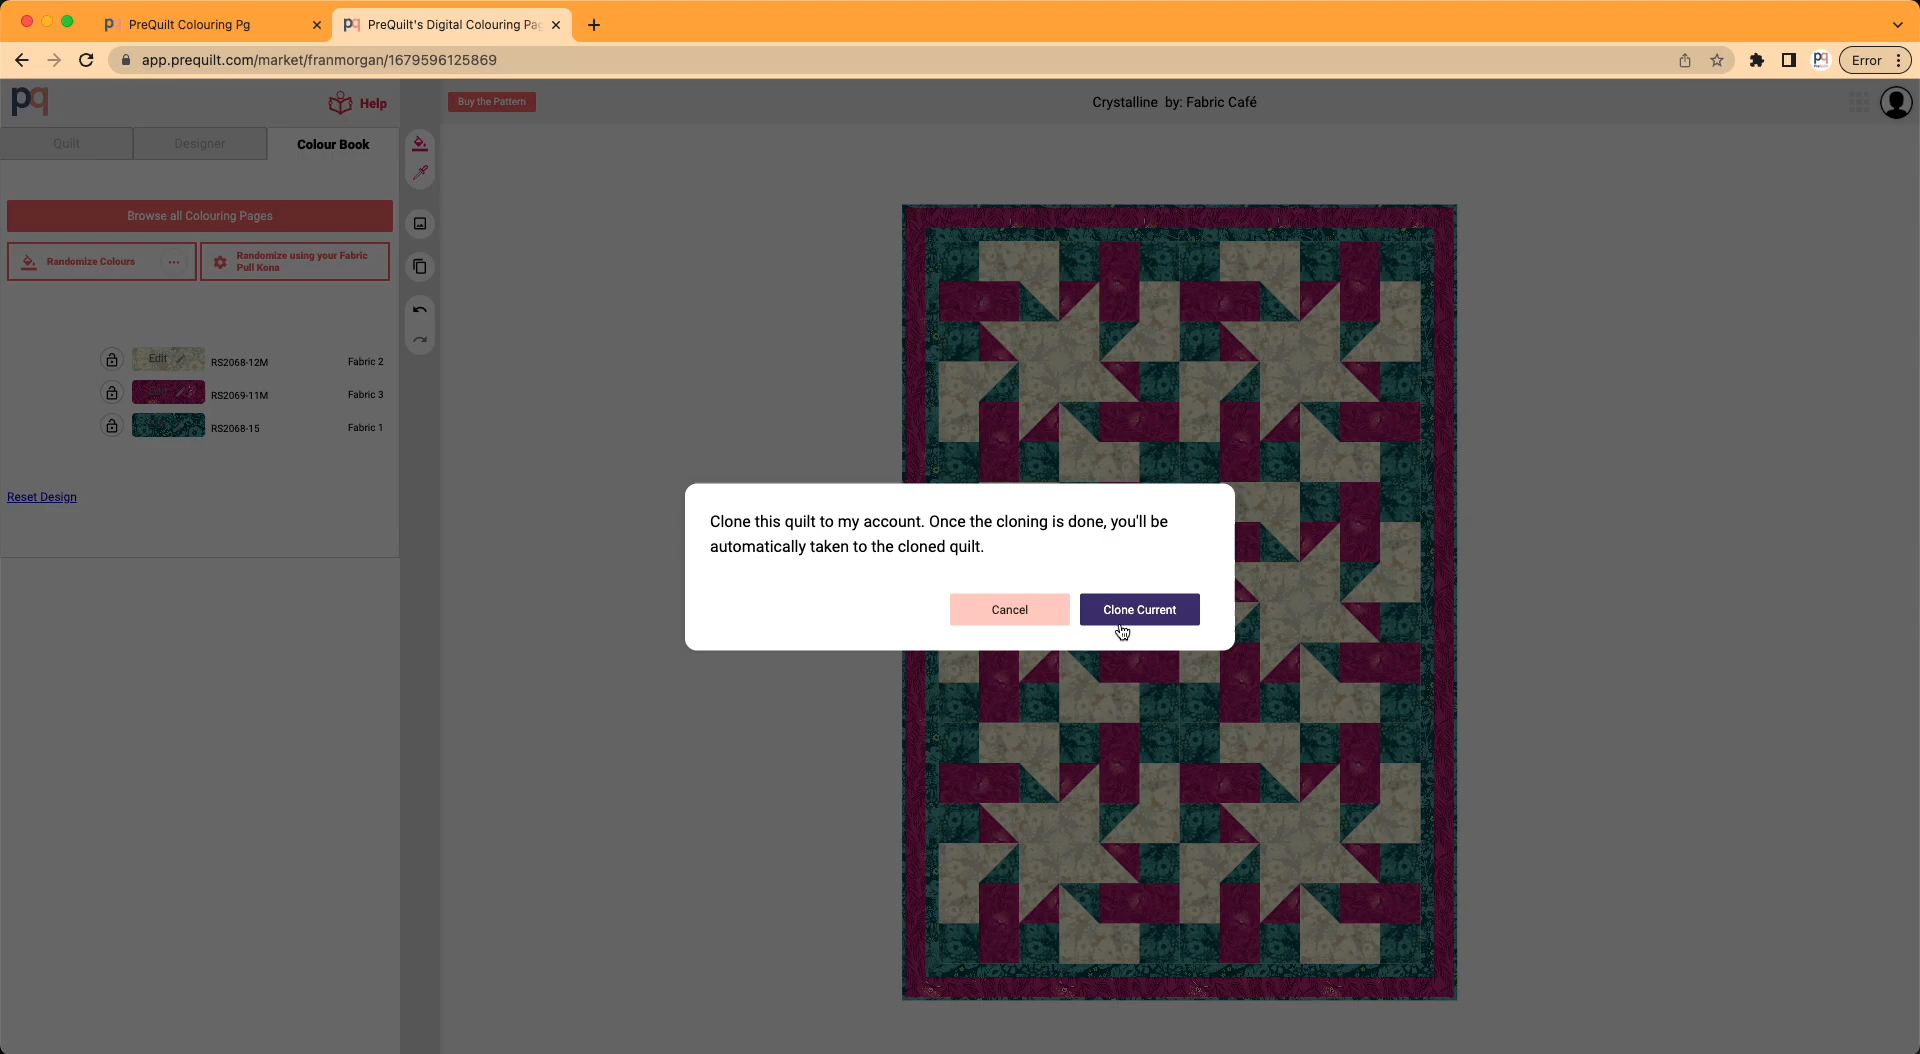 PreQuilt Colouring Pg
PreQuilt's Digital Colouring Pag
app.prequilt.com/market/franmorgan/1679596125869
Error
pq
Help
Buy the Pattern
Crystalline by: Fabric Café
Quilt
Designer
Colour Book
Browse all Colouring Pages
Randomize Colours
...
Randomize using your Fabric
Pull Kona
Edit
RS2068-12M
Fabric 2
RS2069-11M
Fabric 3
RS2068-15
Fabric 1
Reset Design
Clone this quilt to my account. Once the cloning is done, you'll be
automatically taken to the cloned quilt.
Cancel
Clone Current